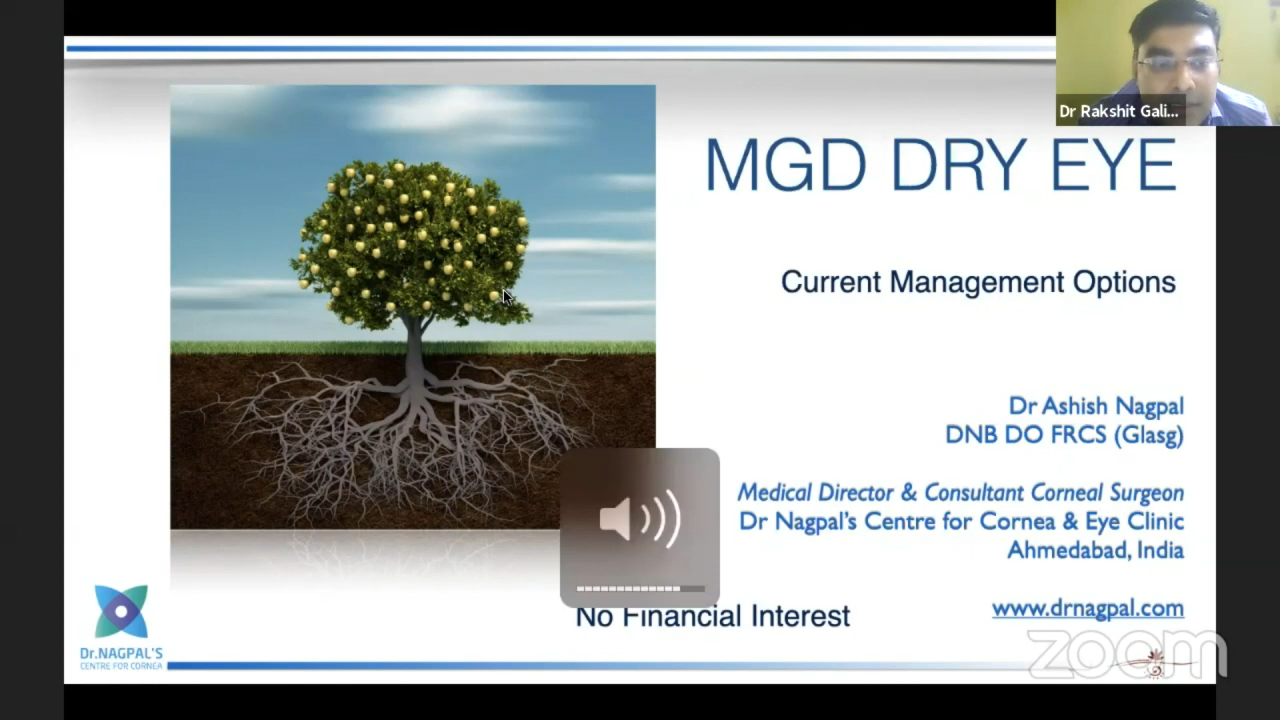 Dr Rakshit Gali...
MGD DRY EYE
Current Management Options
Dr Ashish Nagpal
DNB DO FRCS (Glasg)
Medical Director & Consultant Corneal Surgeon
Dr Nagpal's Centre for Cornea & Eye Clinic
Ahmedabad, India
No Financial Interest
www.drnagpal.com
Dr.NAGPAL'S
CENTRE FOR CORNEA
zoom